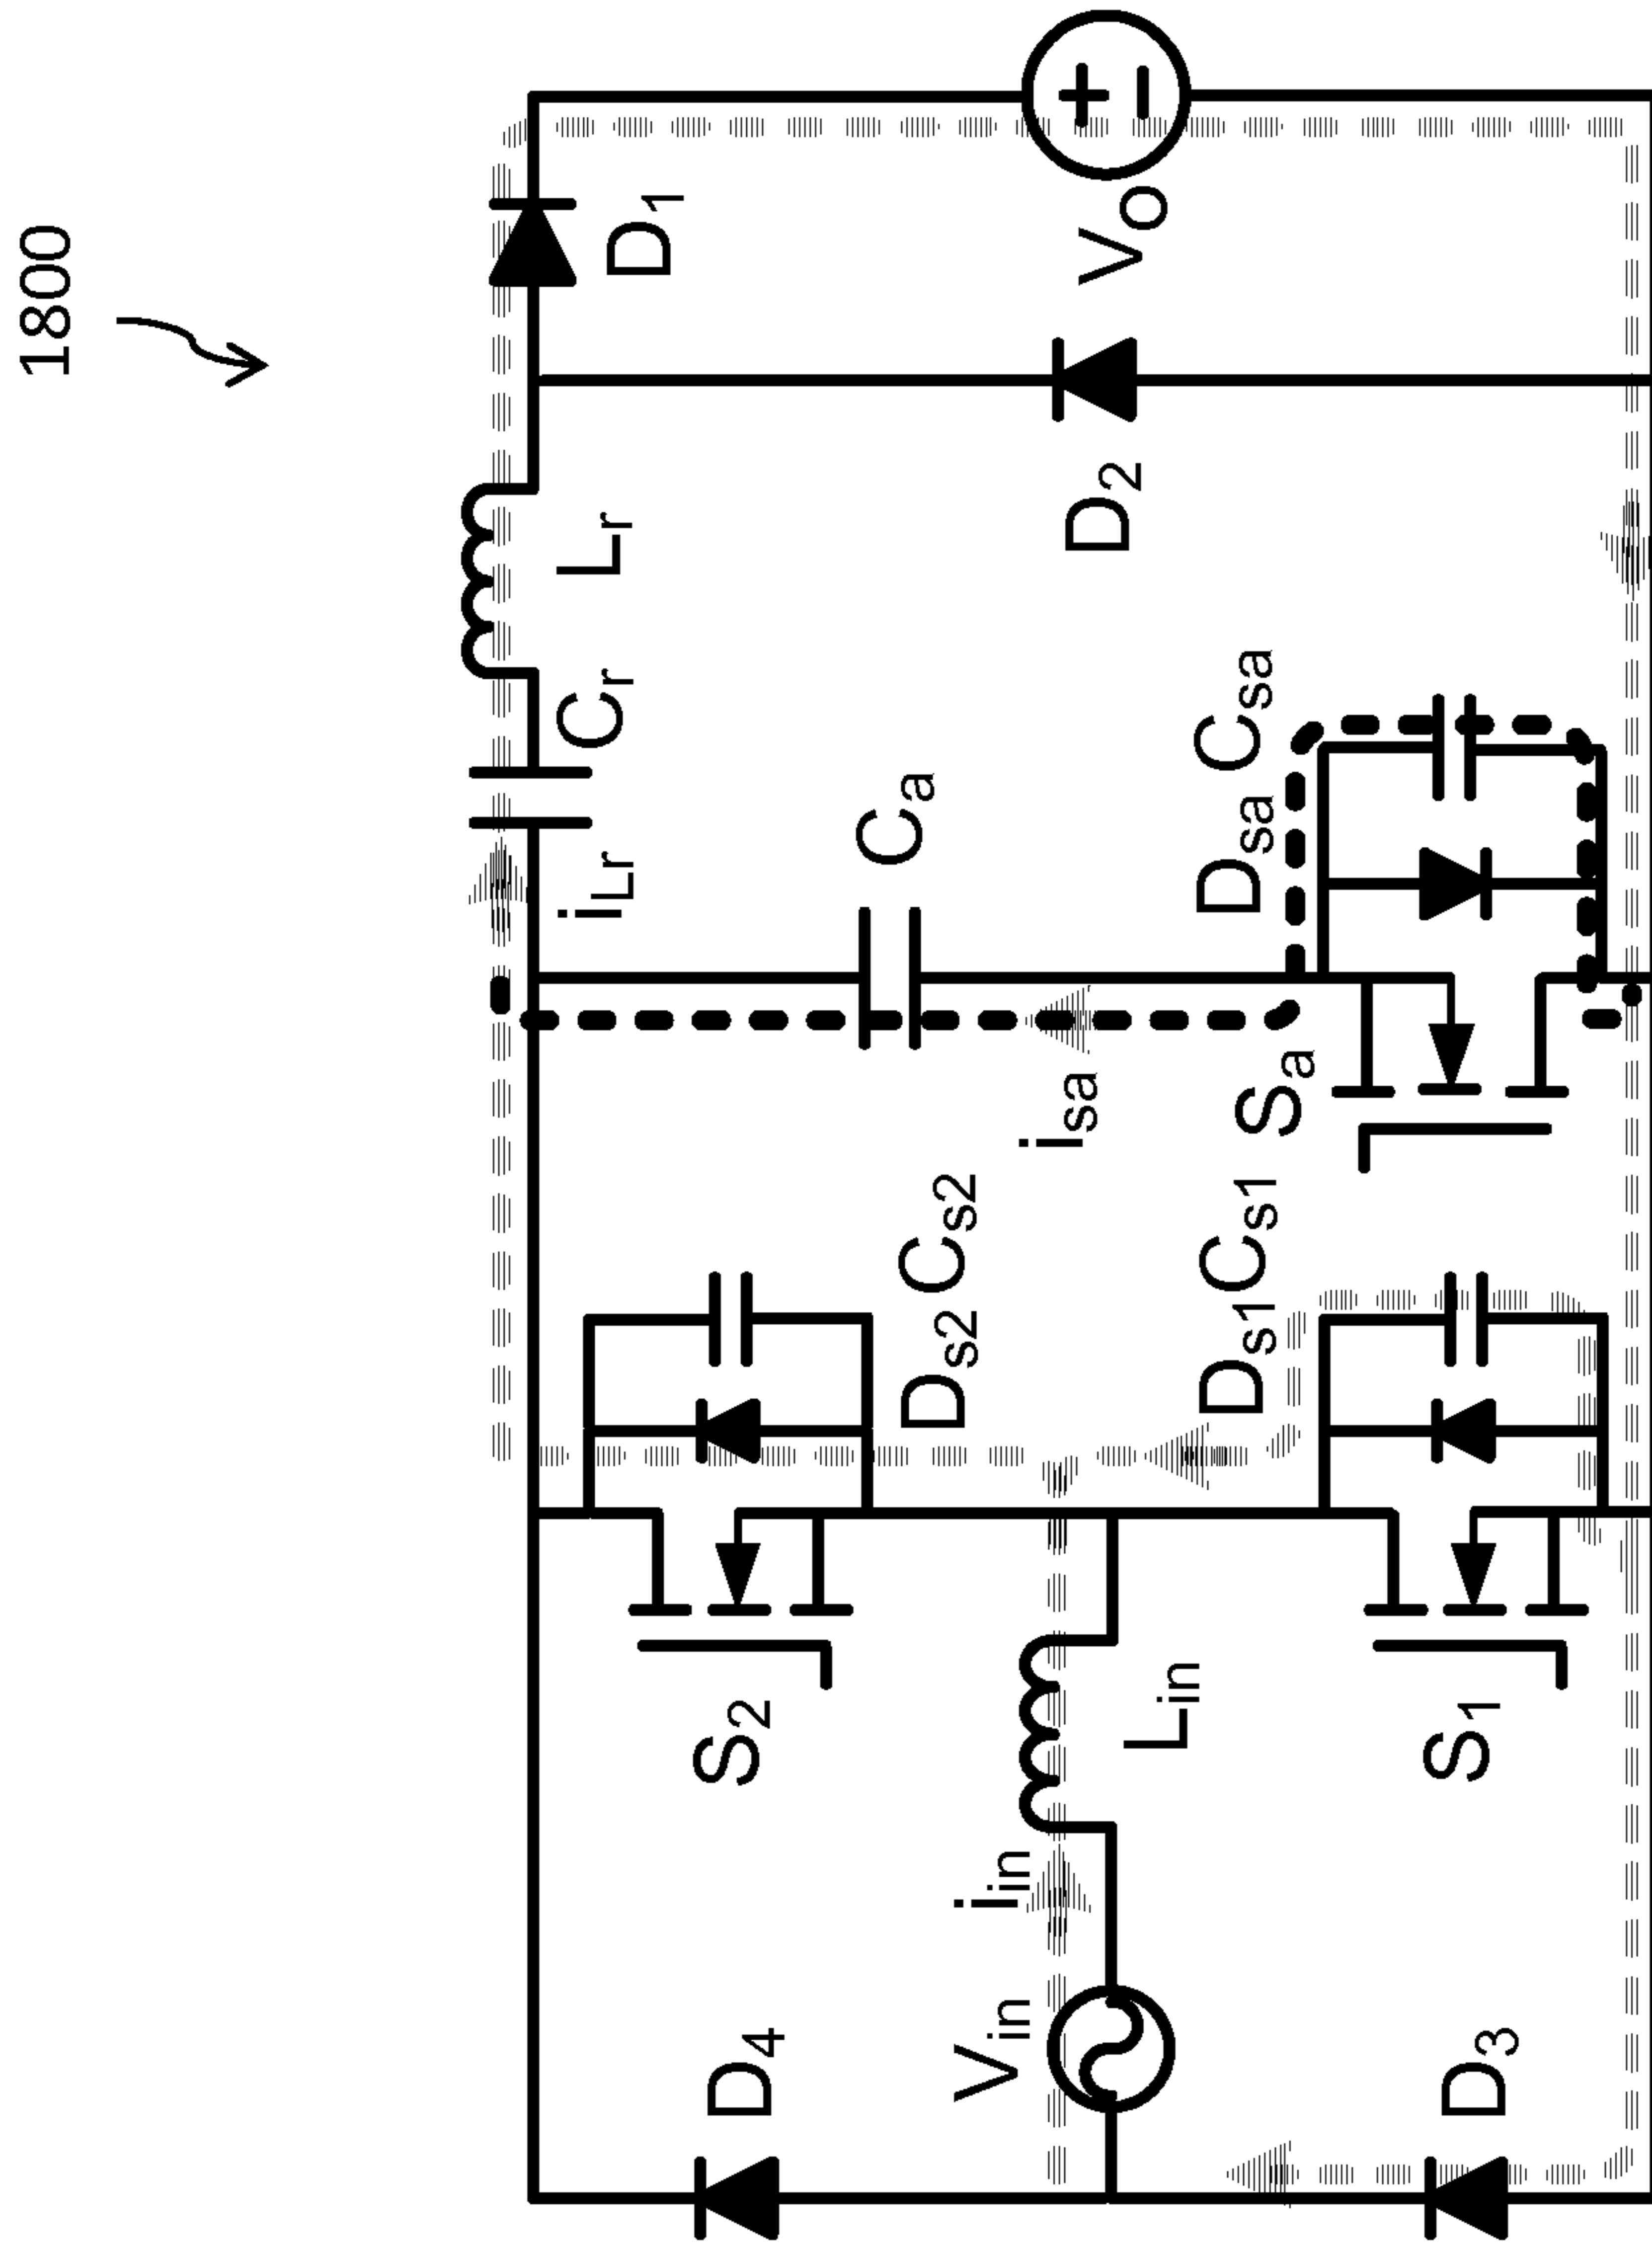 1800
D1
Lr
Cr
iLr
D2
VO
Ca
Csa
Dsa
isa
Sa
Cs2
Ds2
Cs1
Ds1
S2
Lin
iin
S1
Vin
D4
D3